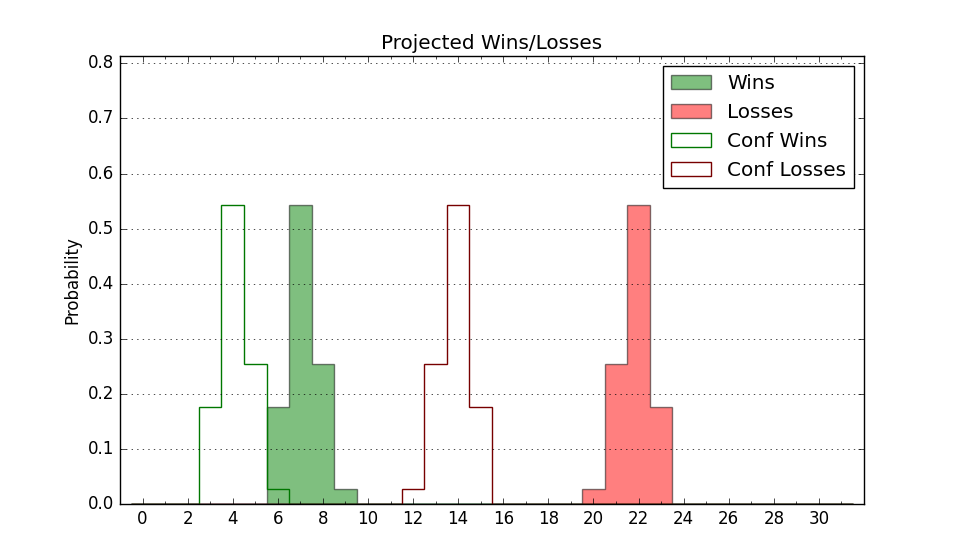 Projected Wins/Losses
0.8
0.7
0.6
0.5
0.4
0.3
0.2
0.1
0.0
Probability
Wins
Losses
Conf Wins
Conf Losses
0 2 4 6 8 10 12 14 16 18 20 22 24 26 28 30